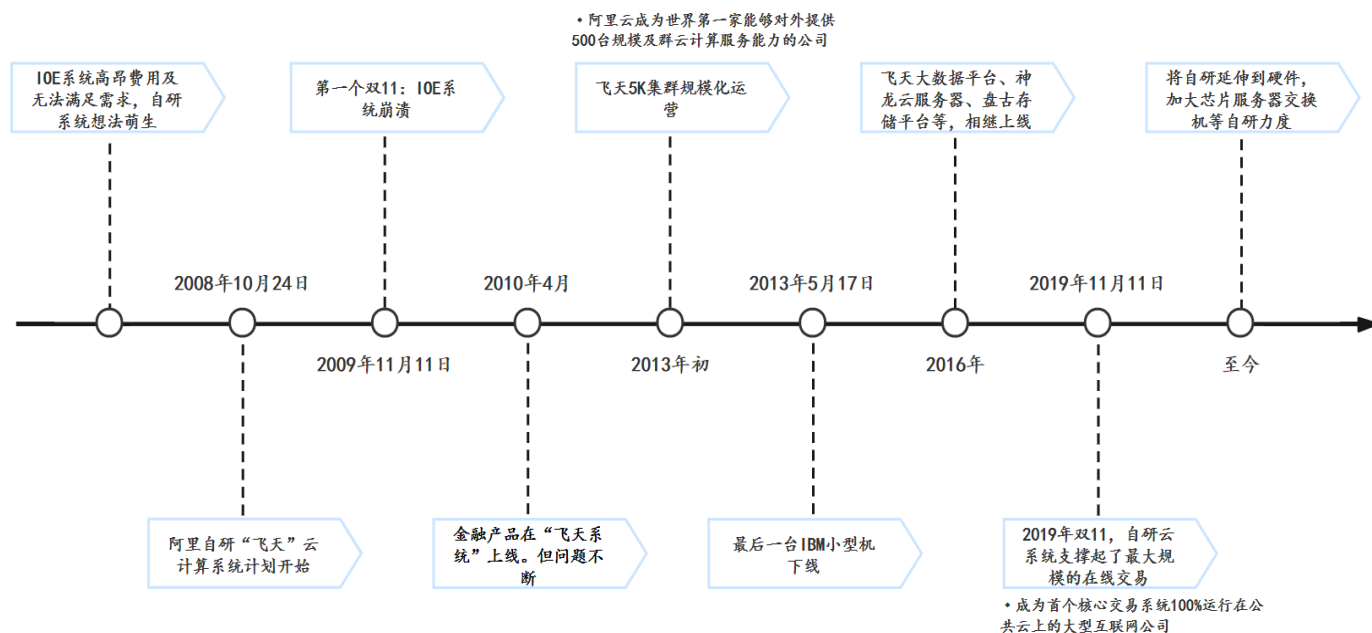 •阿里云成为世界第一家能够对外提供
500台规模及群云计算服务能力的公司
IOE系统高昂费用及
无法满足需求，自研
系统想法萌生
第一个双11：IOE系
统崩溃
飞天5K集群规模化运
营
飞天大数据平台、神
龙云服务器、盘古存
储平台等，相继上线
将自研延伸到硬件，
加大芯片服务器交换
机等自研力度
2008年10月24日
2010年4月
2013年5月17日
2019年11月11日
2009年11月11日
2013年初
2016年
至今
阿里自研“飞天”云
计算系统计划开始
金融产品在“飞天系
统”上线。但问题不
断
最后一台IBM小型机
下线
2019年双11，自研云
系统支撑起了最大规
模的在线交易
•成为首个核心交易系统100%运行在公
共云上的大型互联网公司